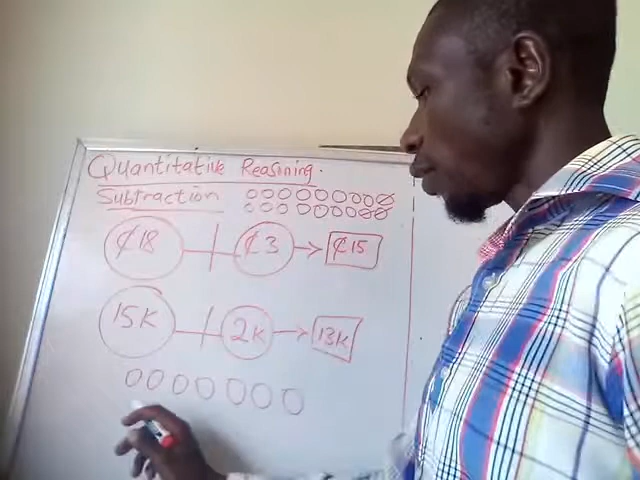 Quantitative Reasoning.
Subtraction
₵18 ₵3 ₵15
15K 2K 13K